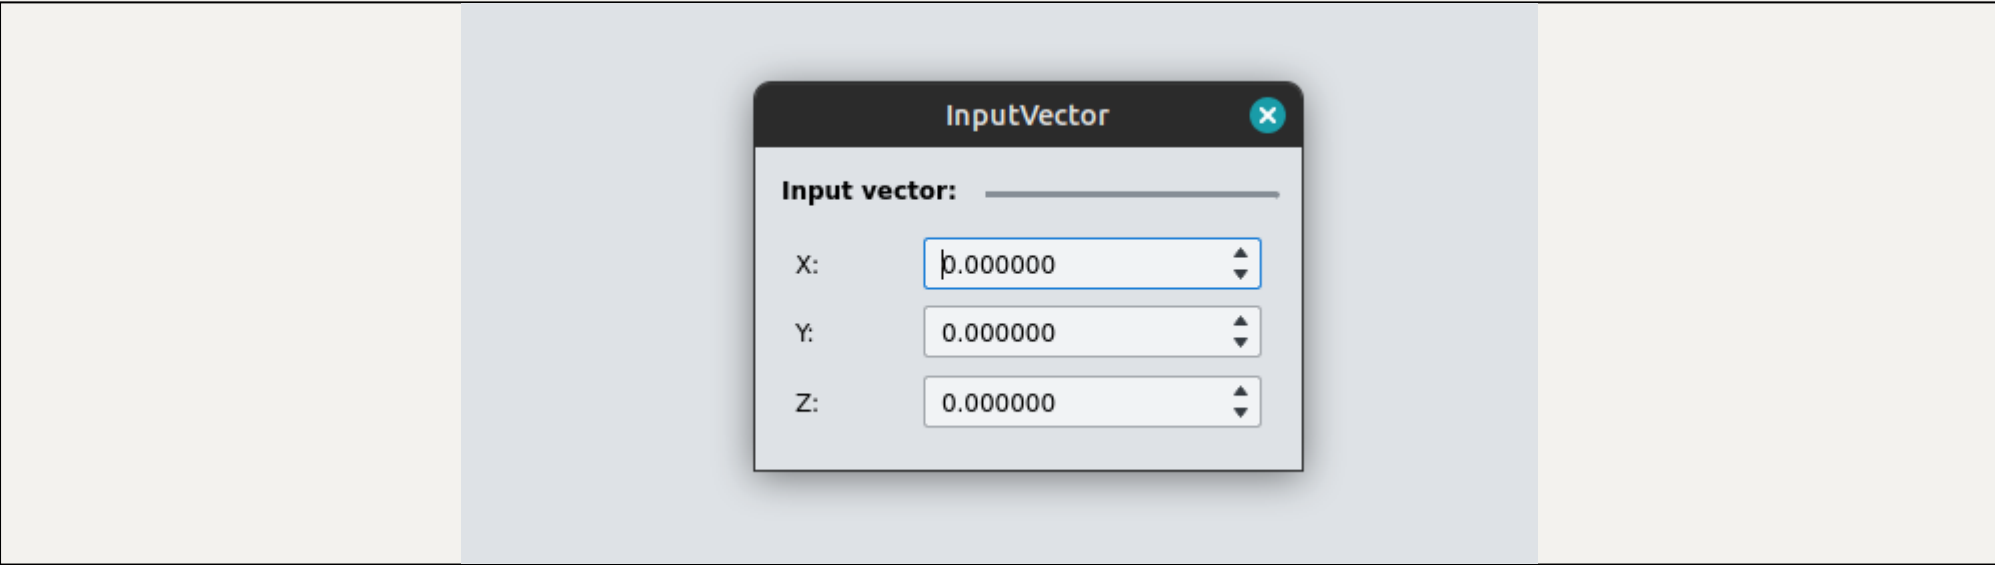 InputVector
Input vector:
X: 0.000000
Y: 0.000000
Z: 0.000000